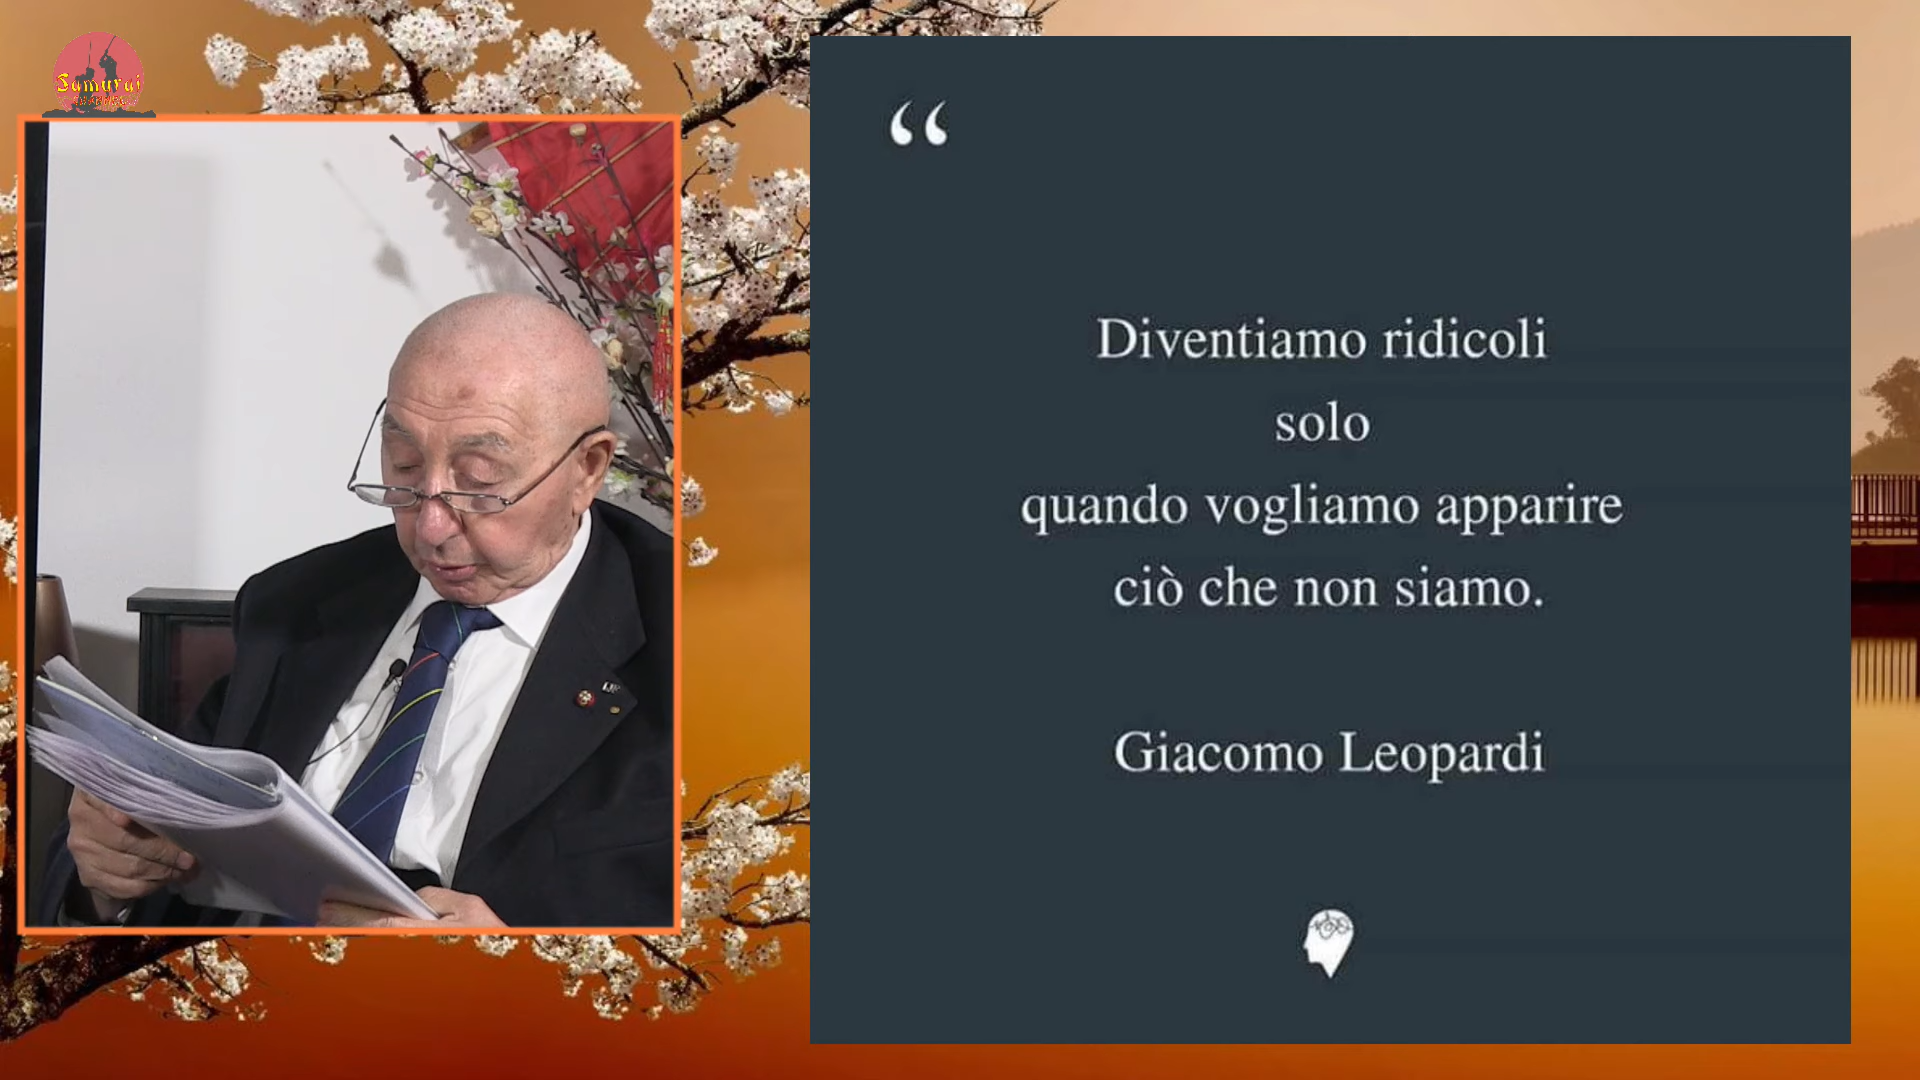 Samurai
“
Diventiamo ridicoli
solo
quando vogliamo apparire
ciò che non siamo.
Giacomo Leopardi